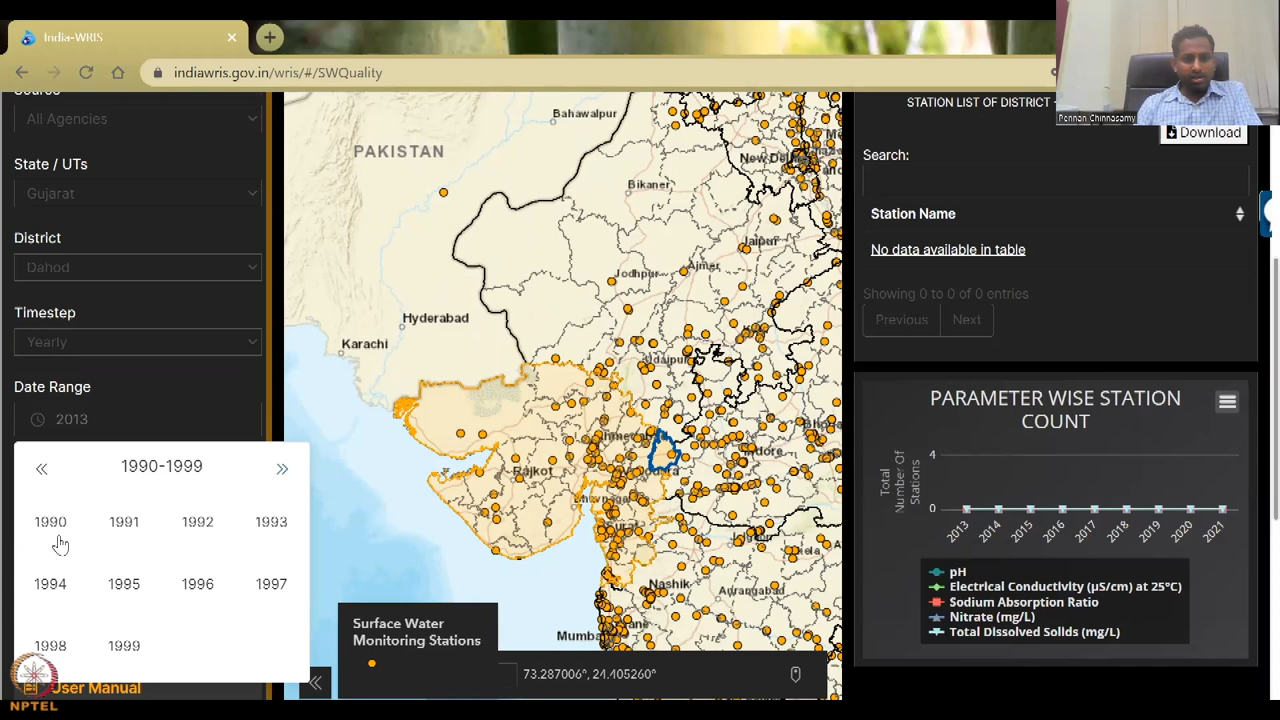 India-WRIS
indiawris.gov.in/wris/#/SWQuality
Pennan Chinnasamy
All Agencies
State / UTs
Gujarat
District
Dahod
Timestep
Yearly
Date Range
2013
1990-1999
1990 1991 1992 1993
1994 1995 1996 1997
1998 1999
User Manual
NPTEL
Bahawalpur
PAKISTAN
New Delhi
Bikaner
Jaipur
Jodhpur
Ajmer
Hyderabad
Karachi
Udaipur
Rajkot
Indore
Surat
Nashik
Aurangabad
Surface Water
Monitoring Stations
73.287006°, 24.405260°
STATION LIST OF DISTRICT
Download
Search:
Station Name
No data available in table
Showing 0 to 0 of 0 entries
Previous Next
PARAMETER WISE STATION
COUNT
Total
Number Of
Stations
4
0
2013 2014 2015 2016 2017 2018 2019 2020 2021
pH
Electrical Conductivity (µS/cm) at 25°C
Sodium Absorption Ratio
Nitrate (mg/L)
Total Dissolved Solids (mg/L)